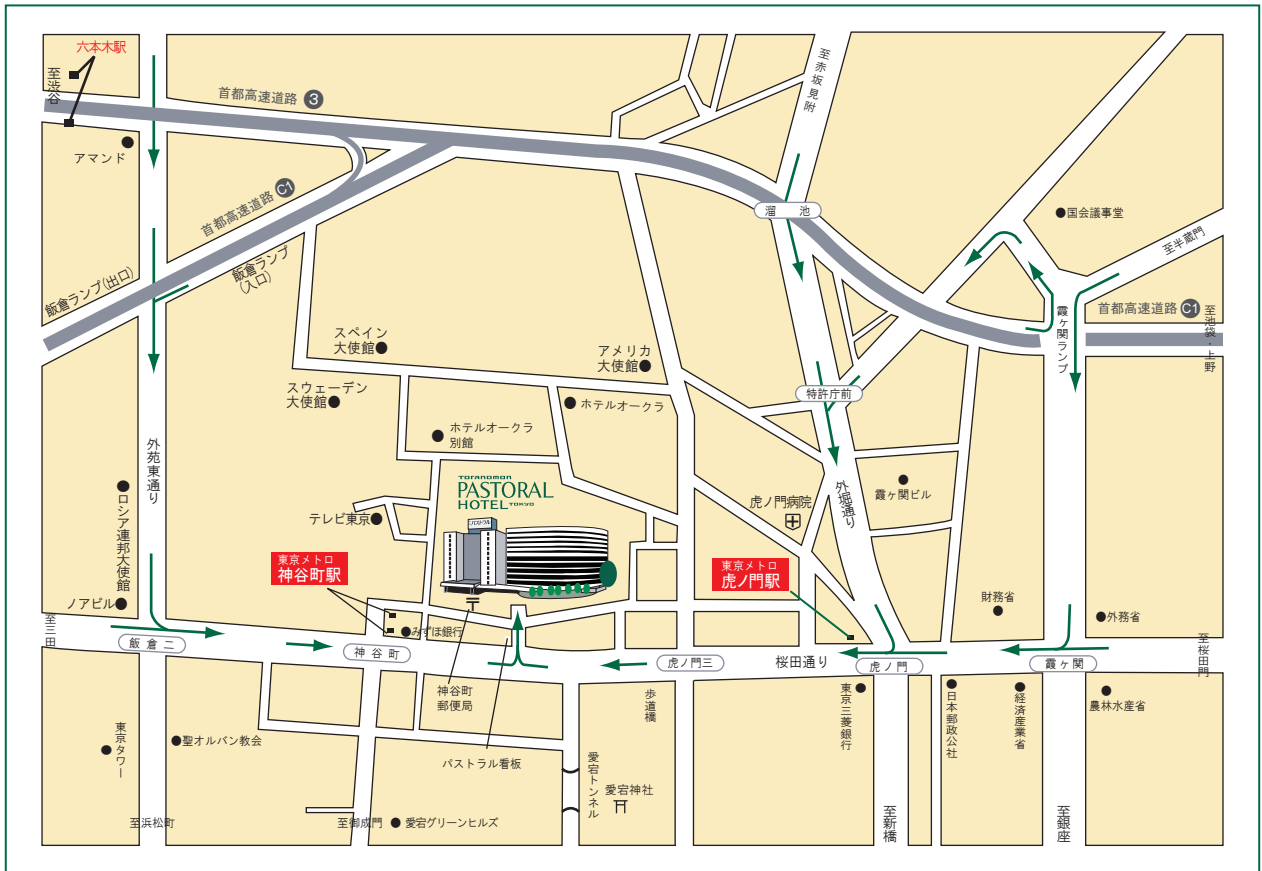 六本木駅
至渋谷
首都高速道路 3
至赤坂見附
アマンド
首都高速道路 C1
飯倉ランプ(出口)
飯倉ランプ
(入口)
溜池
国会議事堂
至半蔵門
首都高速道路 C1
至池袋・上野
霞ヶ関ランプ
スペイン
大使館
アメリカ
大使館
スウェーデン
大使館
ホテルオークラ
特許庁前
ホテルオークラ
別館
外苑東通り
TORANOMON
PASTORAL
HOTEL TOKYO
パストラル
ロシア連邦大使館
テレビ東京
虎ノ門病院
外堀通り
霞ヶ関ビル
東京メトロ
神谷町駅
東京メトロ
虎ノ門駅
ノアビル
財務省
外務省
至三田
飯倉二
みずほ銀行
神谷町
虎ノ門三
桜田通り
虎ノ門
霞ヶ関
至桜田門
神谷町
郵便局
歩道橋
東京三菱銀行
日本郵政公社
経済産業省
農林水産省
東京タワー
聖オルバン教会
パストラル看板
愛宕トンネル
愛宕神社
至浜松町
至御成門
愛宕グリーンヒルズ
至新橋
至銀座